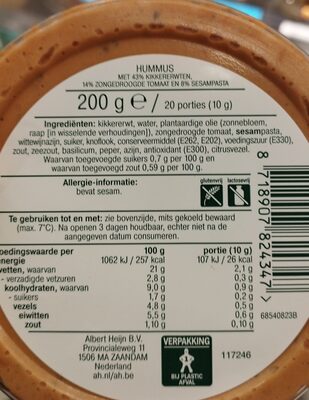 HUMMUS
MET 43% KIKKERERWTEN,
14% ZONGEDROOGDE TOMAAT EN 8% SESAMPASTA
200 g e / 20 porties (10 g)
Ingrediënten: kikkererwt, water, plantaardige olie (zonnebloem,
raap [in wisselende verhoudingen]), zongedroogde tomaat, sesampasta,
wittewijnazijn, suiker, knoflook, conserveermiddel (E262, E202), voedingszuur (E330),
zout, zeezout, basilicum, peper, azijn, antioxidant (E300), citrusvezel.
Waarvan toegevoegde suikers 0,7 g per 100 g en
waarvan toegevoegd zout 0,59 g per 100 g.
Allergie-informatie:
bevat sesam.
glutenvrij lactosevrij
Te gebruiken tot en met: zie bovenzijde, mits gekoeld bewaard
(max. 7°C). Na openen 3 dagen houdbaar, echter niet na de
aangegeven datum consumeren.
oedingswaarde per 100 g portie (10 g)
energie 1062 kJ / 257 kcal 107 kJ / 26 kcal
vetten, waarvan 21 g 2,1 g
- verzadigde vetzuren 2,8 g 0,3 g
koolhydraten, waarvan 9,0 g 0,9 g
- suikers 1,7 g 0,2 g
vezels 4,8 g 0,5 g
eiwitten 5,5 g 0,6 g
zout 1,10 g 0,10 g
8 718907 824347
68540823B
Albert Heijn B.V.
Provincialeweg 11
1506 MA ZAANDAM
Nederland
ah.nl/ah.be
VERPAKKING
BIJ PLASTIC
AFVAL
117246